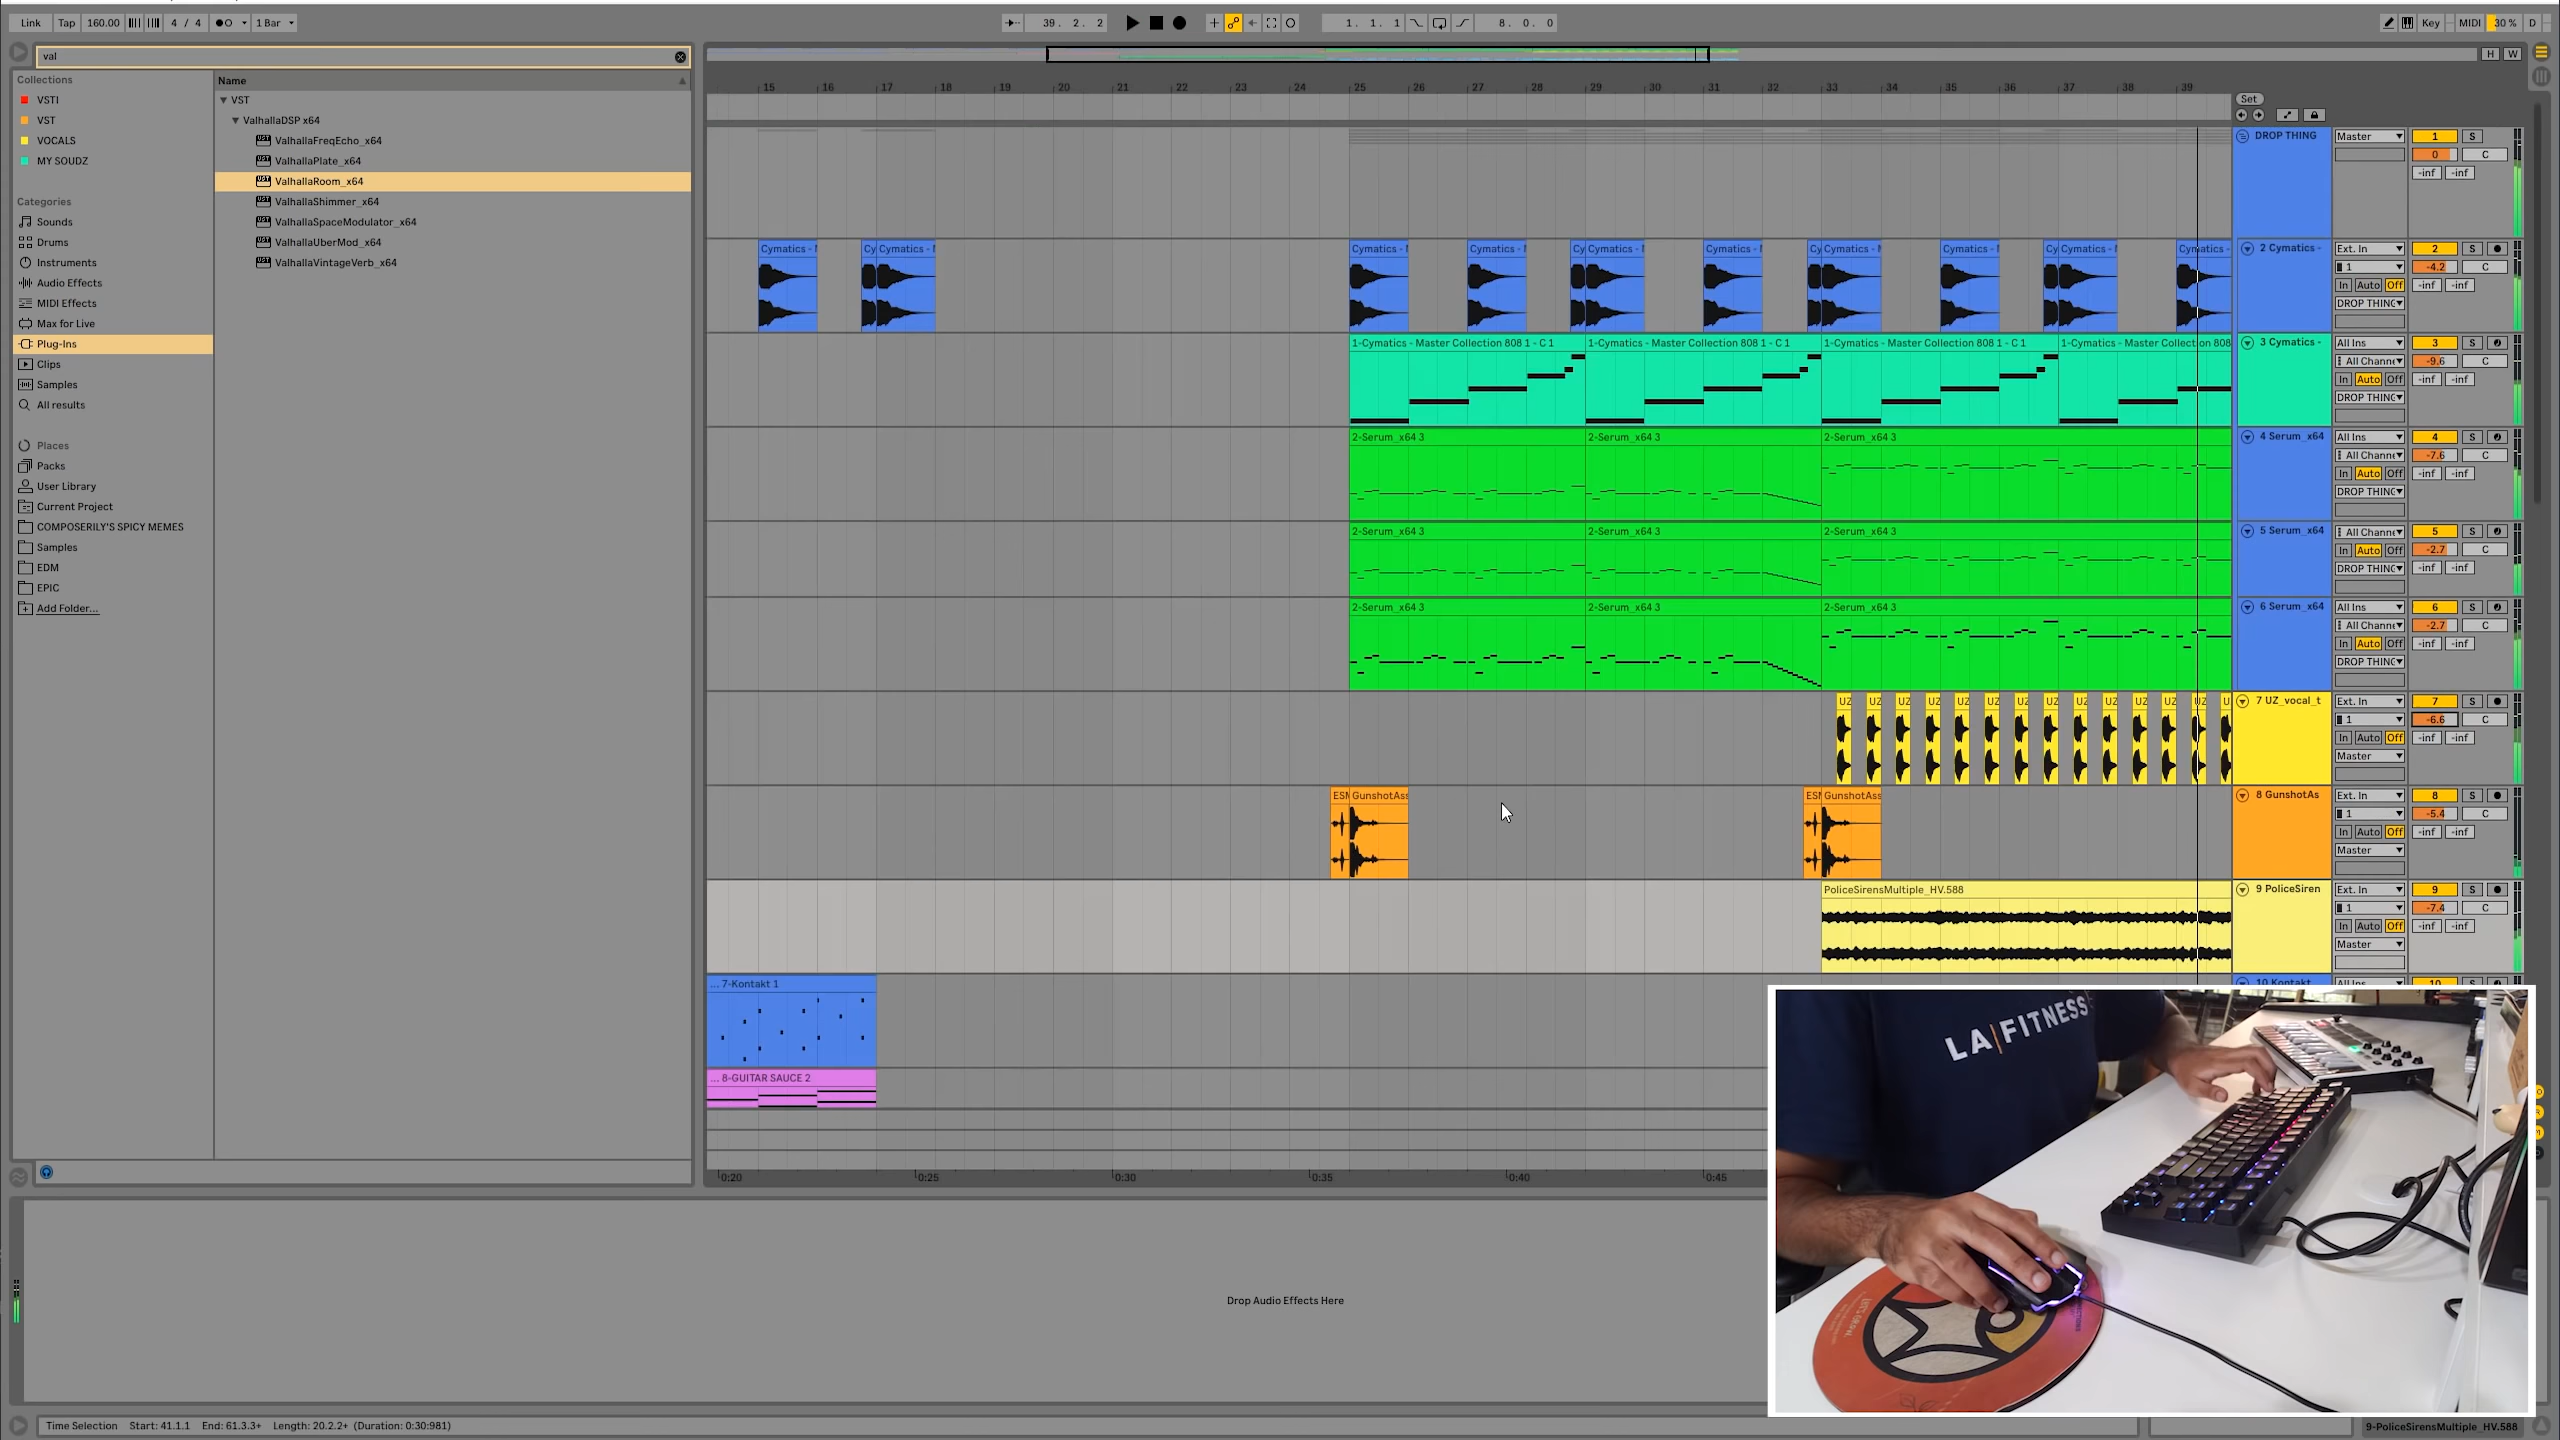 Link Tap 160.00 4 / 4 1 Bar 39. 2. 2 1. 1. 1 8. 0. 0 Key MIDI 30 % D
val
H W
Collections
VSTI
VST
VOCALS
MY SOUDZ
Categories
Sounds
Drums
Instruments
Audio Effects
MIDI Effects
Max for Live
Plug-Ins
Clips
Samples
All results
Places
Packs
User Library
Current Project
COMPOSERILY'S SPICY MEMES
Samples
EDM
EPIC
Add Folder...
Name
VST
ValhallaDSP x64
ValhallaFreqEcho_x64
ValhallaPlate_x64
ValhallaRoom_x64
ValhallaShimmer_x64
ValhallaSpaceModulator_x64
ValhallaUberMod_x64
ValhallaVintageVerb_x64
15 16 17 18 19 20 21 22 23 24 25 26 27 28 29 30 31 32 33 34 35 36 37 38 39
Set
DROP THING Master 1 S
0 C
-inf -inf
Cymatics - Cy Cymatics - Cymatics - Cymatics - Cy Cymatics - Cymatics - Cy Cymatics - Cymatics - Cy Cymatics - Cymatics -
2 Cymatics - Ext. In 2 S
1 -4.2 C
In Auto Off -inf -inf
DROP THING
1-Cymatics - Master Collection 808 1 - C 1 1-Cymatics - Master Collection 808 1 - C 1 1-Cymatics - Master Collection 808 1 - C 1 1-Cymatics - Master Collection 808
3 Cymatics - All Ins 3 S
All Channe -9.6 C
In Auto Off -inf -inf
DROP THING
2-Serum_x64 3 2-Serum_x64 3 2-Serum_x64 3
4 Serum_x64 All Ins 4 S
All Channe -7.6 C
In Auto Off -inf -inf
DROP THING
2-Serum_x64 3 2-Serum_x64 3 2-Serum_x64 3
5 Serum_x64 All Channe 5 S
In Auto Off -2.7 C
DROP THING -inf -inf
2-Serum_x64 3 2-Serum_x64 3 2-Serum_x64 3
6 Serum_x64 All Ins 6 S
All Channe -2.7 C
In Auto Off -inf -inf
DROP THING
UZ UZ UZ UZ UZ UZ UZ UZ UZ UZ UZ UZ UZ U
7 UZ_vocal_t Ext. In 7 S
1 -6.6 C
In Auto Off -inf -inf
Master
ESM GunshotAss ESM GunshotAss
8 GunshotAs Ext. In 8 S
1 -5.4 C
In Auto Off -inf -inf
Master
PoliceSirensMultiple_HV.588
9 PoliceSiren Ext. In 9 S
1 -7.4 C
In Auto Off -inf -inf
Master
... 7-Kontakt 1
10 Kontakt All Ins 10
... 8-GUITAR SAUCE 2
0:20 0:25 0:30 0:35 0:40 0:45
LA|FITNESS
Drop Audio Effects Here
Time Selection Start: 41.1.1 End: 61.3.3+ Length: 20.2.2+ (Duration: 0:30:981)
9-PoliceSirensMultiple_HV.588